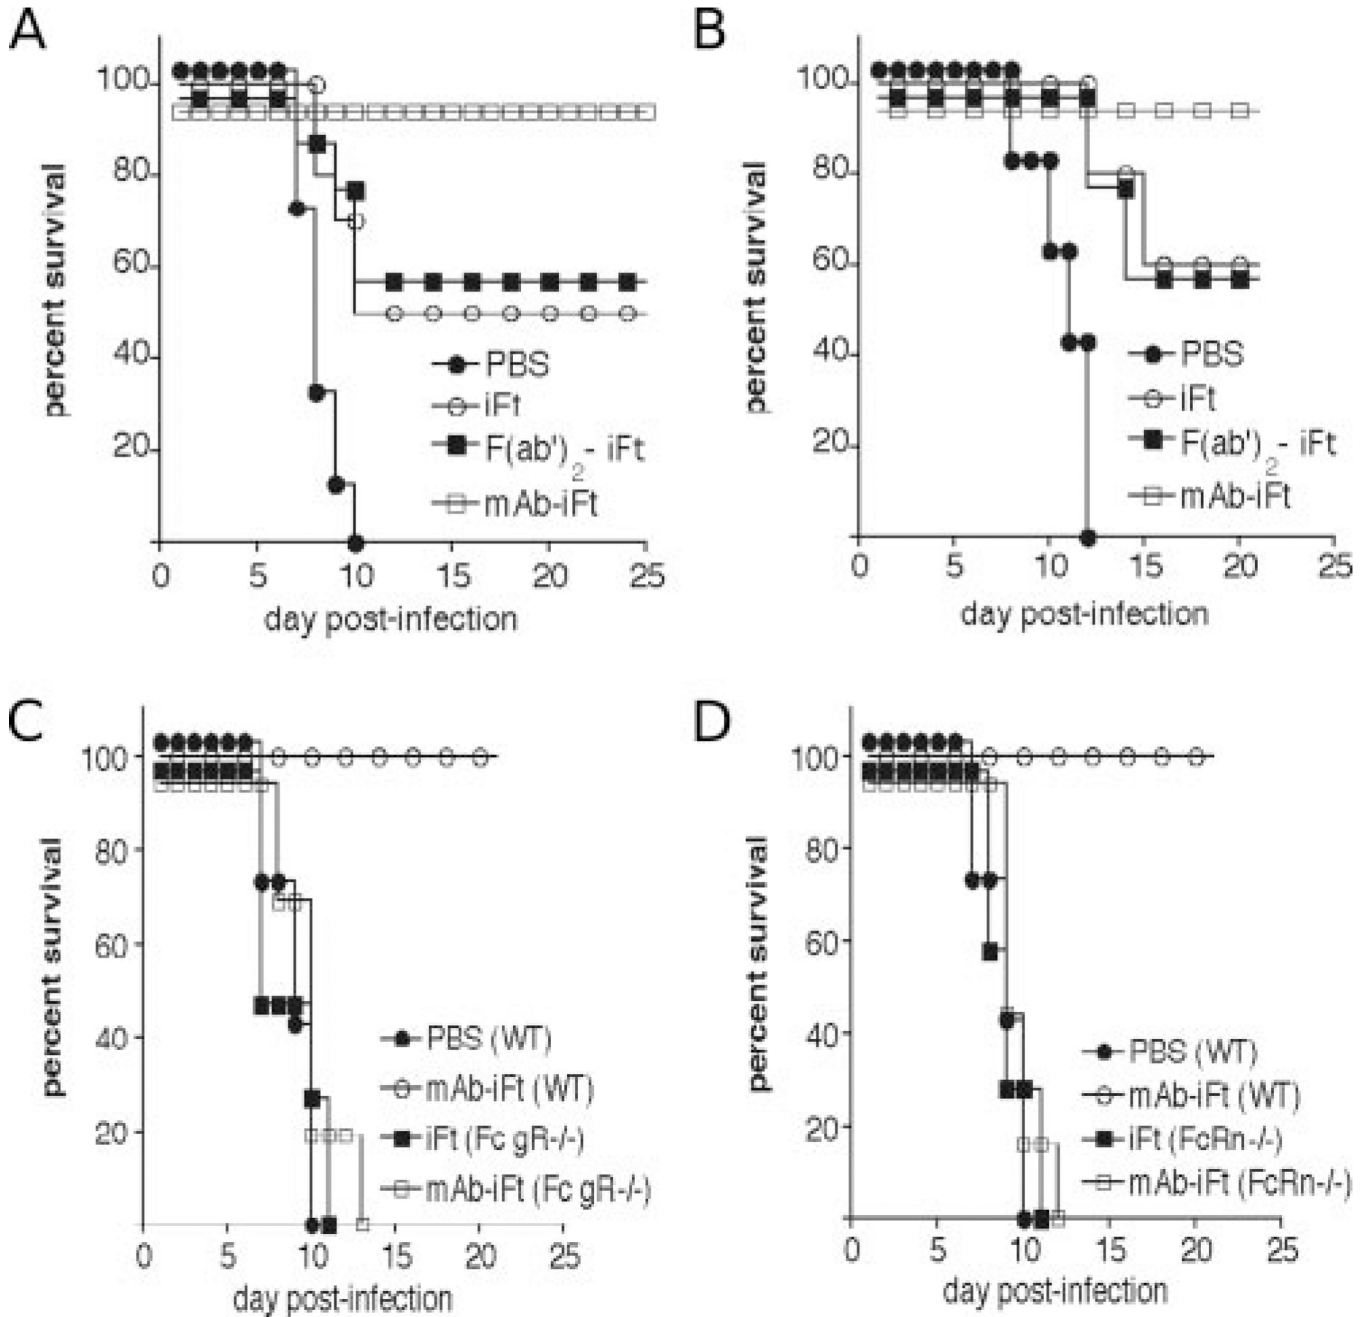 A
percent survival
100
80
60
40
20
0 5 10 15 20 25
day post-infection
PBS
iFt
F(ab')2- iFt
mAb-iFt
B
percent survival
100
80
60
40
20
0 5 10 15 20 25
day post-infection
PBS
iFt
F(ab')2- iFt
mAb-iFt
C
percent survival
100
80
60
40
20
0 5 10 15 20 25
day post-infection
PBS (WT)
mAb-iFt (WT)
iFt (Fc gR-/-)
mAb-iFt (Fc gR-/-)
D
percent survival
100
80
60
40
20
0 5 10 15 20 25
day post-infection
PBS (WT)
mAb-iFt (WT)
iFt (FcRn-/-)
mAb-iFt (FcRn-/-)